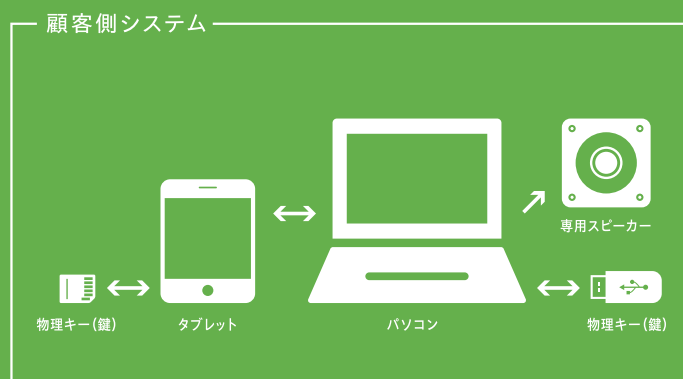 顧客側システム
専用スピーカー
物理キー(鍵)
タブレット
パソコン
物理キー(鍵)